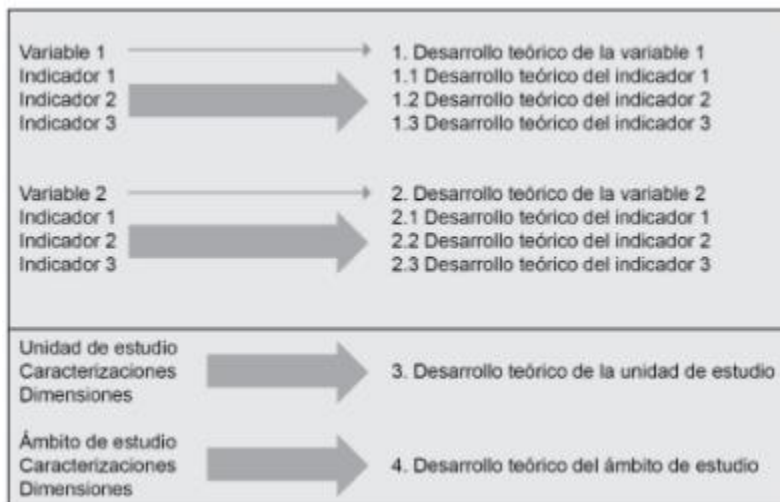 Variable 1 1. Desarrollo teórico de la variable 1
Indicador 1 1.1 Desarrollo teórico del indicador 1
Indicador 2 1.2 Desarrollo teórico del indicador 2
Indicador 3 1.3 Desarrollo teórico del indicador 3
Variable 2 2. Desarrollo teórico de la variable 2
Indicador 1 2.1 Desarrollo teórico del indicador 1
Indicador 2 2.2 Desarrollo teórico del indicador 2
Indicador 3 2.3 Desarrollo teórico del indicador 3
Unidad de estudio
Caracterizaciones 3. Desarrollo teórico de la unidad de estudio
Dimensiones
Ámbito de estudio
Caracterizaciones 4. Desarrollo teórico del ámbito de estudio
Dimensiones